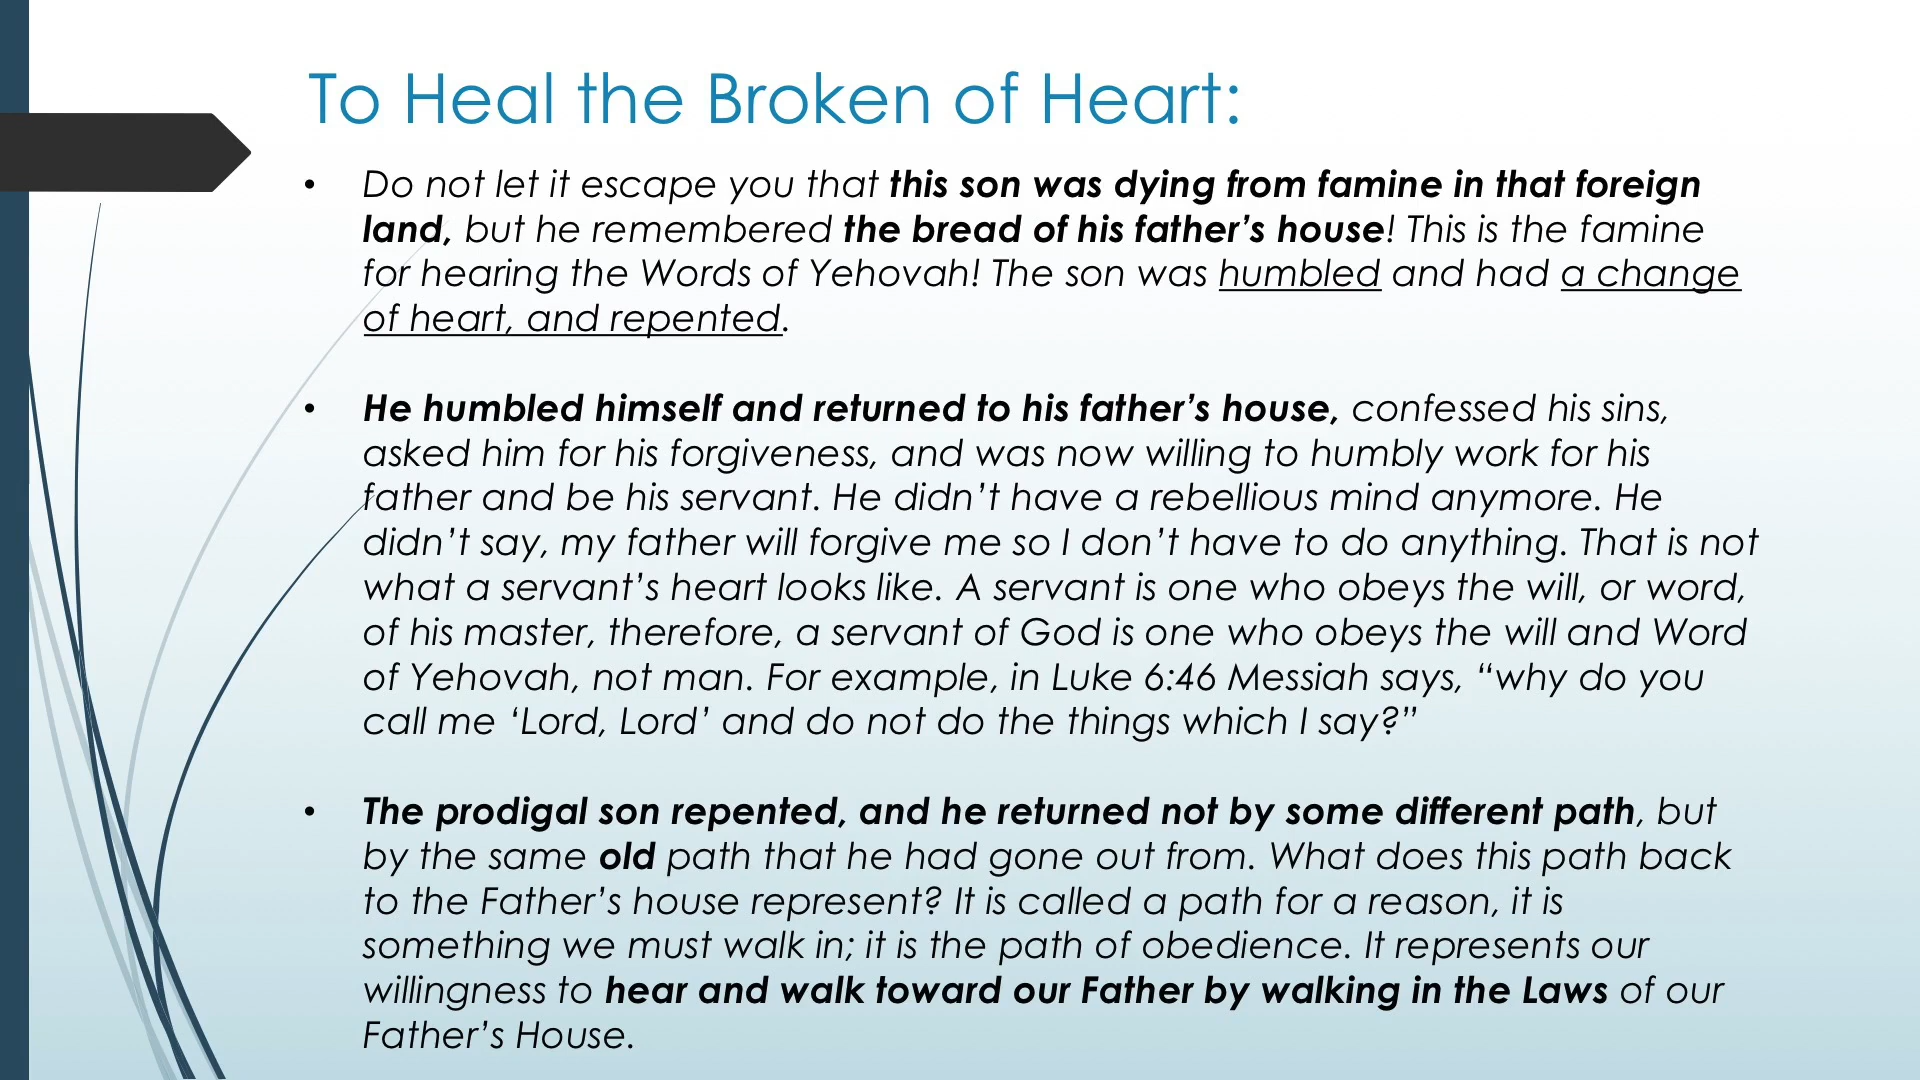 To Heal the Broken of Heart:
• Do not let it escape you that this son was dying from famine in that foreign
land, but he remembered the bread of his father’s house! This is the famine
for hearing the Words of Yehovah! The son was humbled and had a change
of heart, and repented.
• He humbled himself and returned to his father’s house, confessed his sins,
asked him for his forgiveness, and was now willing to humbly work for his
father and be his servant. He didn’t have a rebellious mind anymore. He
didn’t say, my father will forgive me so I don’t have to do anything. That is not
what a servant’s heart looks like. A servant is one who obeys the will, or word,
of his master, therefore, a servant of God is one who obeys the will and Word
of Yehovah, not man. For example, in Luke 6:46 Messiah says, “why do you
call me ‘Lord, Lord’ and do not do the things which I say?”
• The prodigal son repented, and he returned not by some different path, but
by the same old path that he had gone out from. What does this path back
to the Father’s house represent? It is called a path for a reason, it is
something we must walk in; it is the path of obedience. It represents our
willingness to hear and walk toward our Father by walking in the Laws of our
Father’s House.